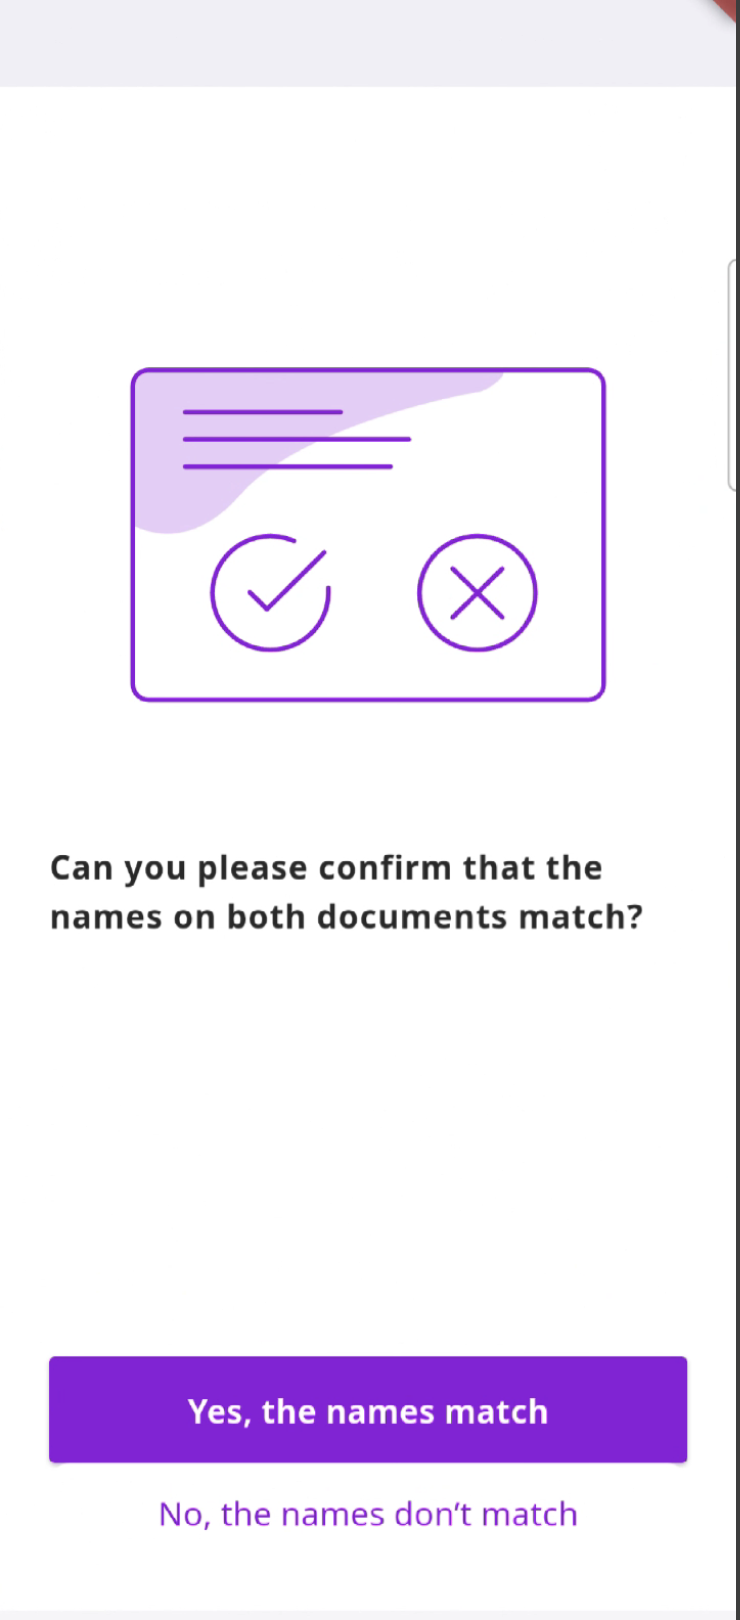 Can you please confirm that the
names on both documents match?
Yes, the names match
No, the names don’t match